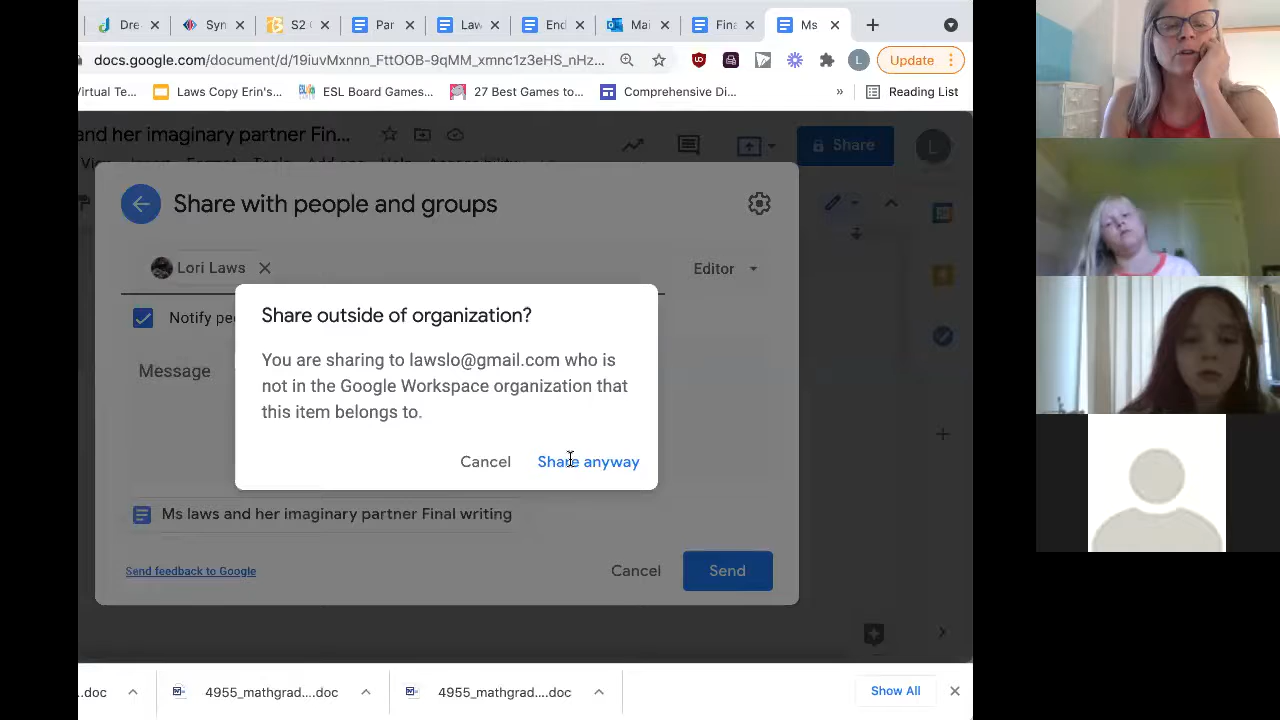 Dre
Syn
S2
Par
Law
End
Mai
Fina
Ms
docs.google.com/document/d/19iuvMxnnn_FttOOB-9qMM_xmnc1z3eHS_nHz...
L
Update
Virtual Te...
Laws Copy Erin's...
ESL Board Games...
27 Best Games to...
Comprehensive Di...
»
Reading List
and her imaginary partner Fin...
Share
L
Share with people and groups
Lori Laws
Editor
Notify pe
Message
Share outside of organization?
You are sharing to lawslo@gmail.com who is
not in the Google Workspace organization that
this item belongs to.
Cancel
Share anyway
Ms laws and her imaginary partner Final writing
Send feedback to Google
Cancel
Send
.doc
4955_mathgrad....doc
4955_mathgrad....doc
Show All